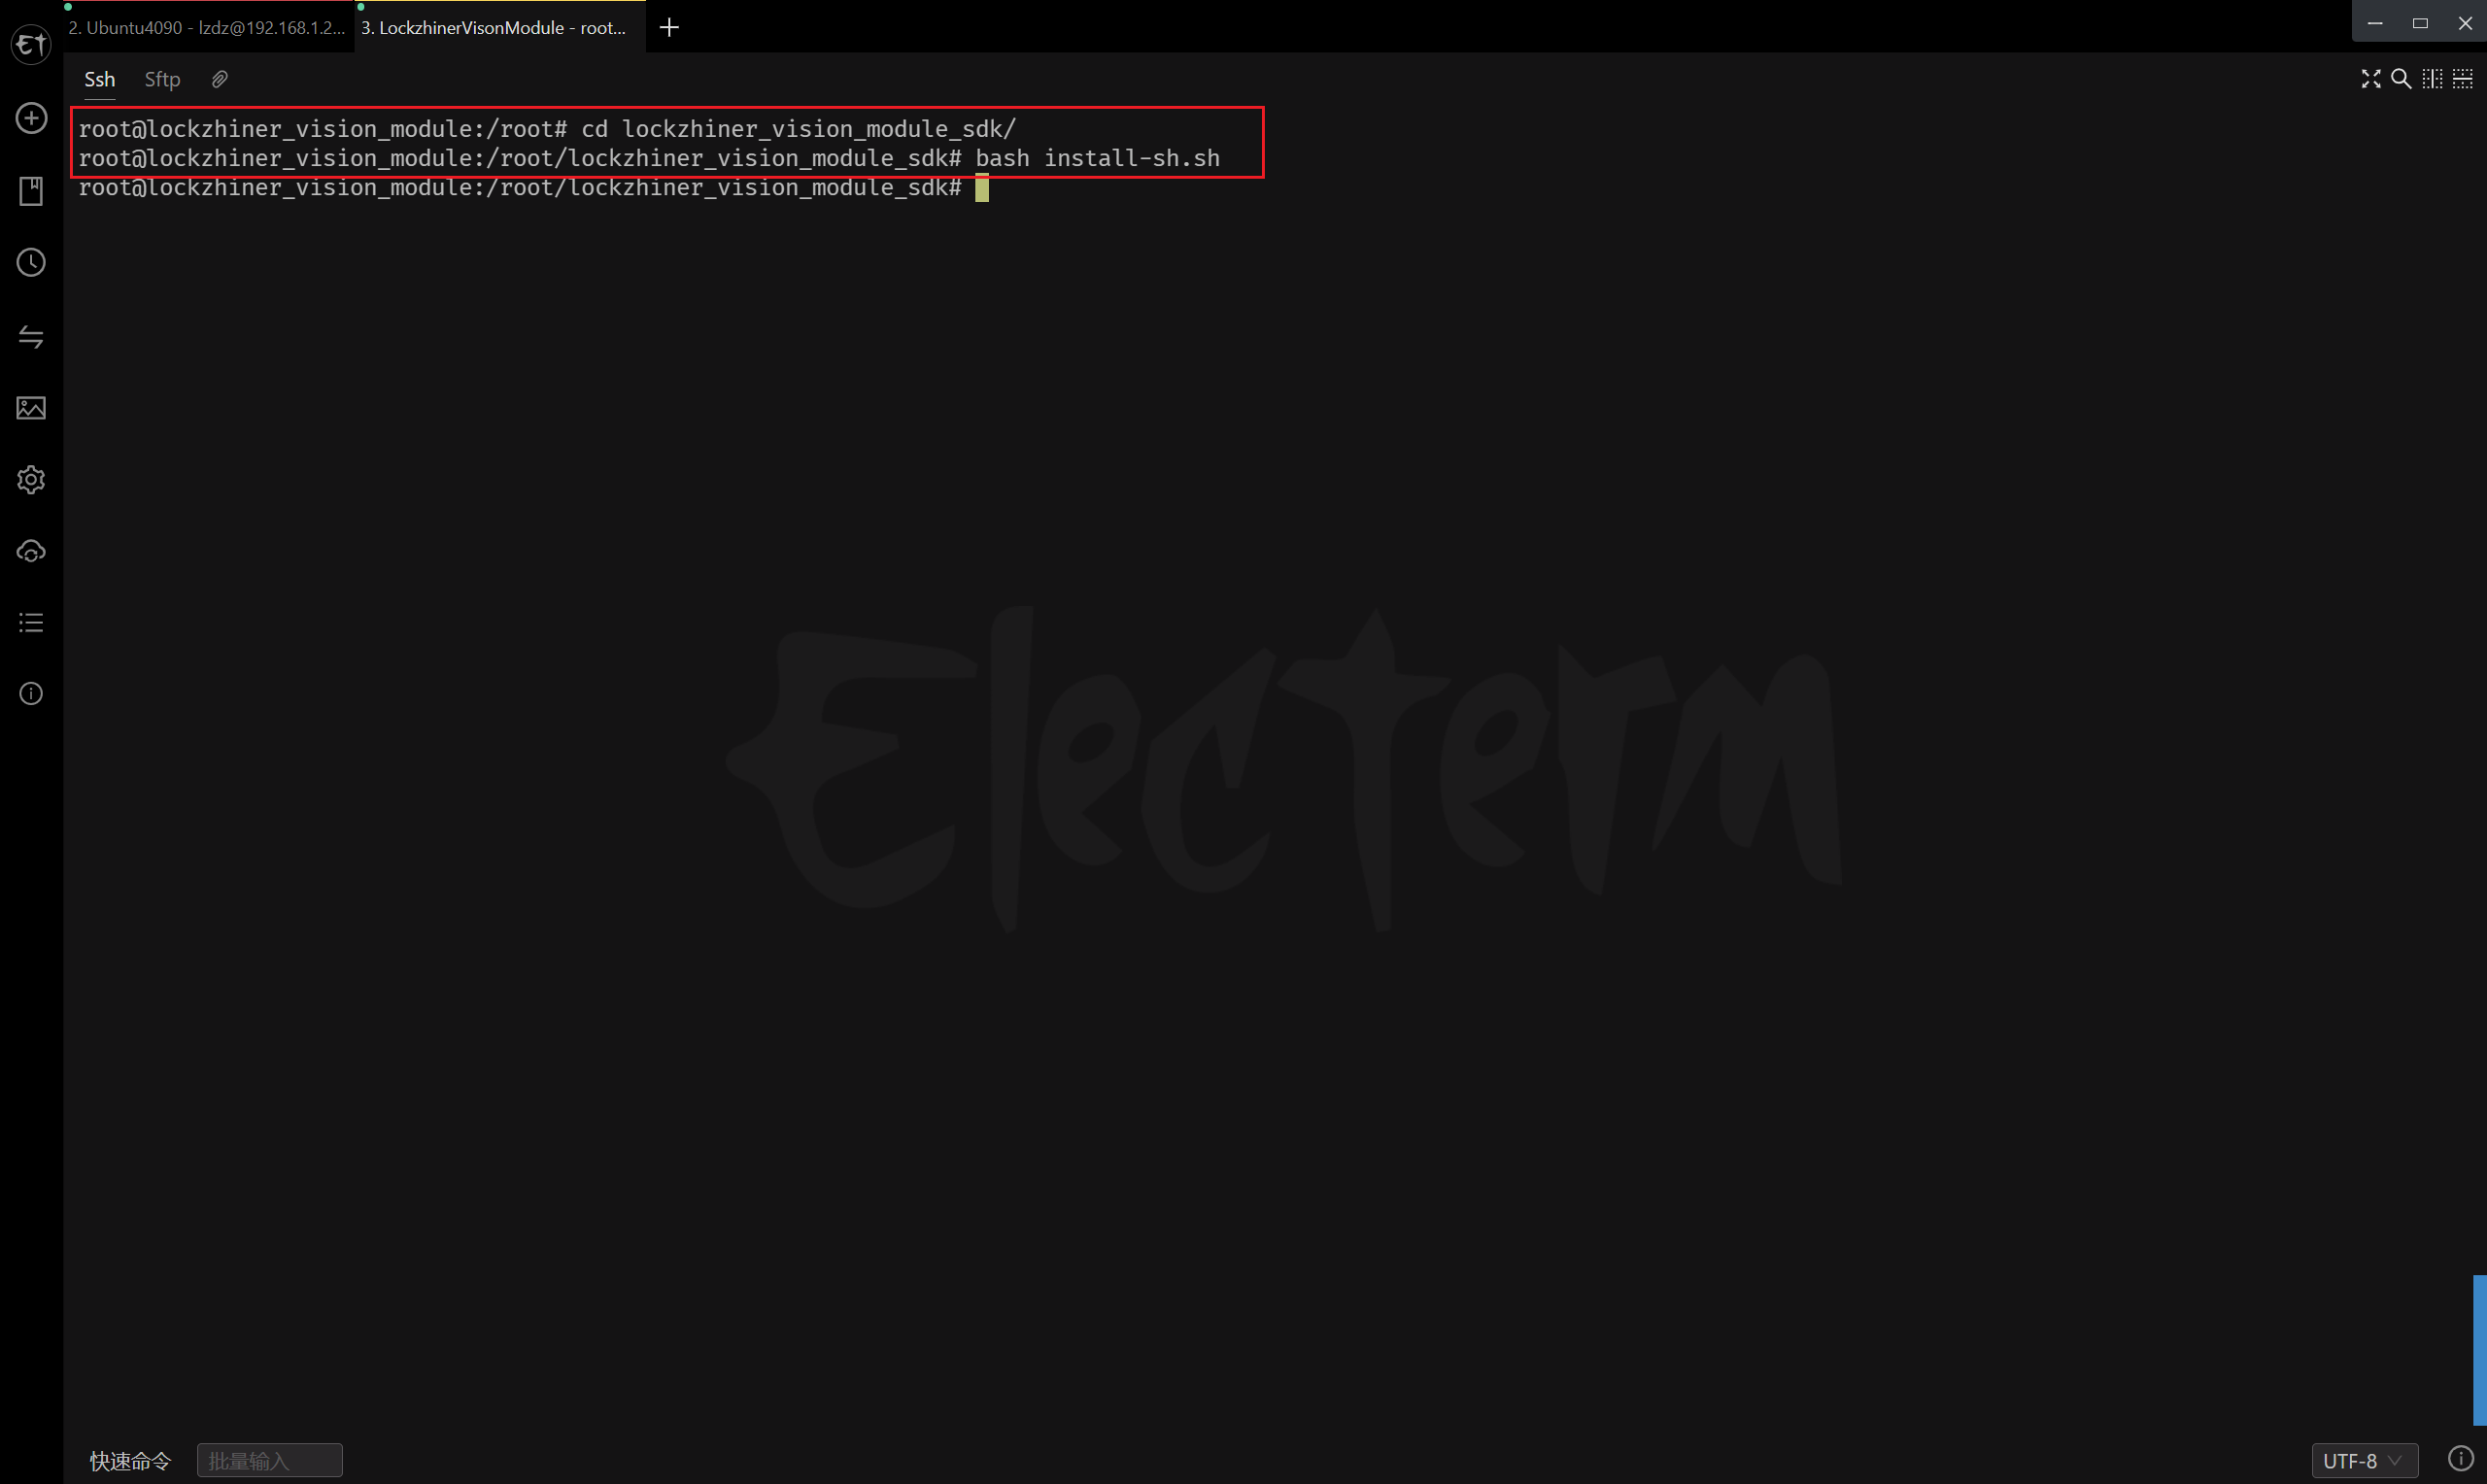 2. Ubuntu4090 - lzdz@192.168.1.2...
3. LockzhinerVisonModule - root...
Ssh
Sftp
root@lockzhiner_vision_module:/root# cd lockzhiner_vision_module_sdk/
root@lockzhiner_vision_module:/root/lockzhiner_vision_module_sdk# bash install-sh.sh
root@lockzhiner_vision_module:/root/lockzhiner_vision_module_sdk#
Electerm
快速命令
批量输入
UTF-8